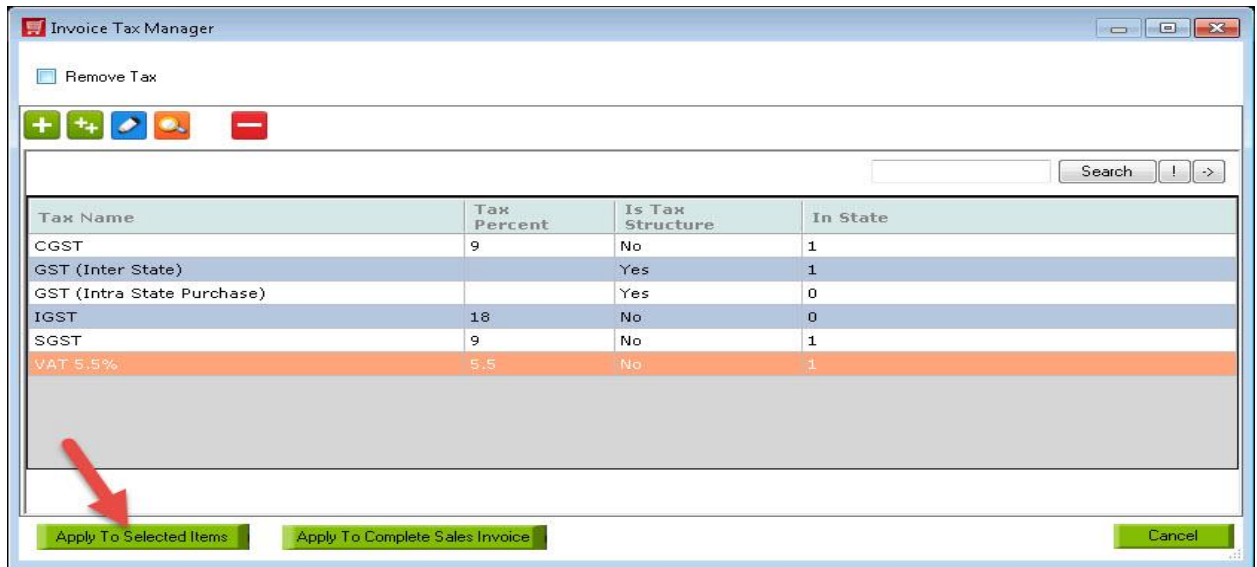 Invoice Tax Manager
Remove Tax
Search ! ->
Tax Name Tax Percent Is Tax Structure In State
CGST 9 No 1
GST (Inter State) Yes 1
GST (Intra State Purchase) Yes 0
IGST 18 No 0
SGST 9 No 1
VAT 5.5% 5.5 No 1
Apply To Selected Items Apply To Complete Sales Invoice Cancel